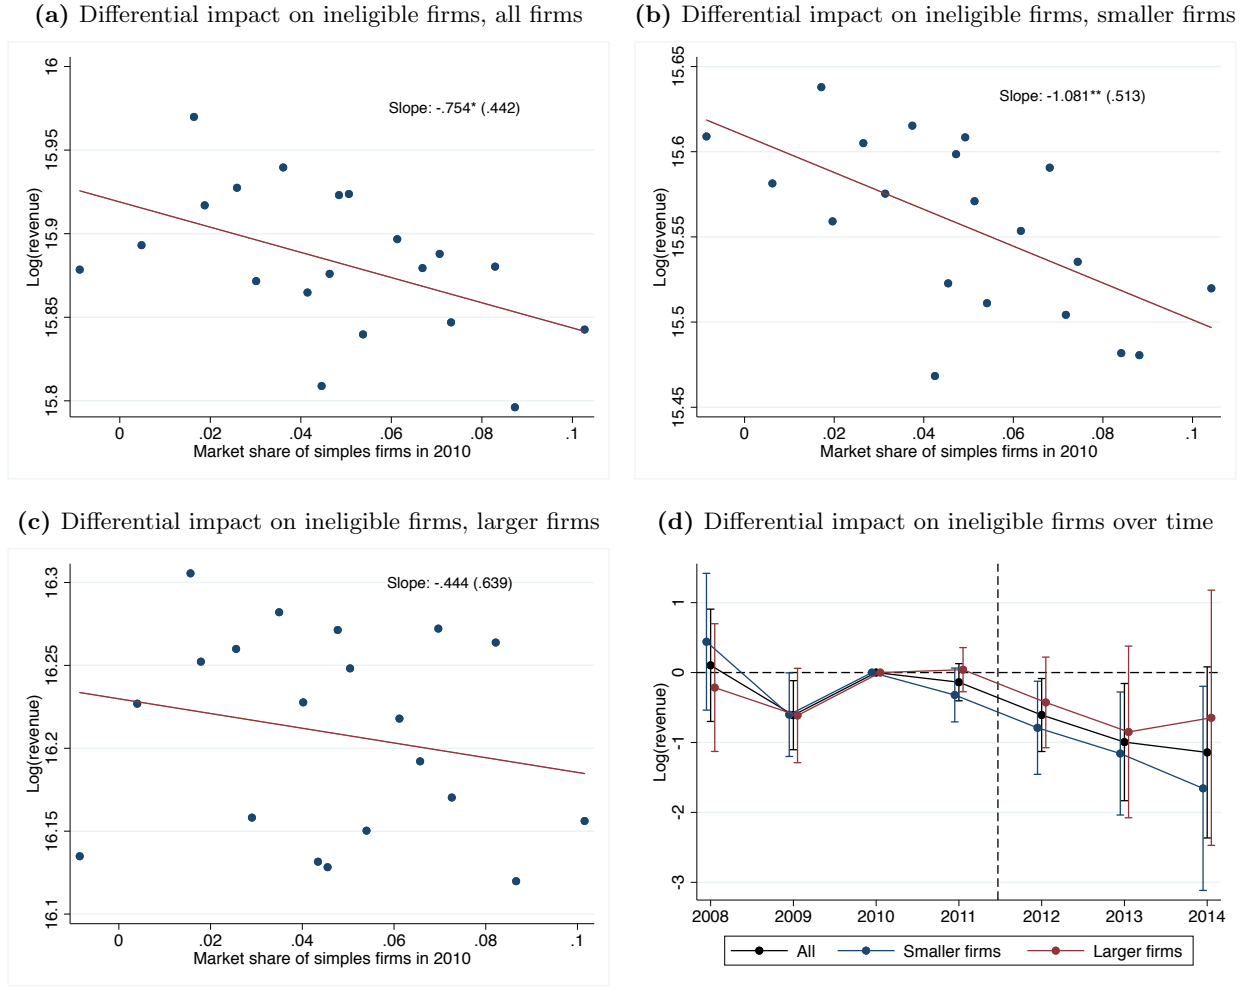 (a) Differential impact on ineligible firms, all firms
16
15.95
15.9
15.85
15.8
Log(revenue)
Slope: -.754* (.442)
0 .02 .04 .06 .08 .1
Market share of simples firms in 2010
(b) Differential impact on ineligible firms, smaller firms
15.65
15.6
15.55
15.5
15.45
Log(revenue)
Slope: -1.081** (.513)
0 .02 .04 .06 .08 .1
Market share of simples firms in 2010
(c) Differential impact on ineligible firms, larger firms
16.3
16.25
16.2
16.15
16.1
Log(revenue)
Slope: -.444 (.639)
0 .02 .04 .06 .08 .1
Market share of simples firms in 2010
(d) Differential impact on ineligible firms over time
1
0
-1
-2
-3
Log(revenue)
2008 2009 2010 2011 2012 2013 2014
All Smaller firms Larger firms